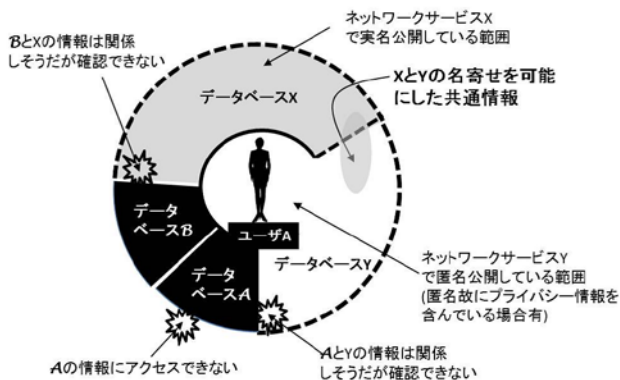 ネットワークサービスX
で実名公開している範囲
BとXの情報は関係
しそうだが確認できない
XとYの名寄せを可能
にした共通情報
データベースX
データ
ベースB
ユーザA
データ
ベースA
データベースY
ネットワークサービスY
で匿名公開している範囲
(匿名故にプライバシー情報を
含んでいる場合有)
Aの情報にアクセスできない
AとYの情報は関係
しそうだが確認できない